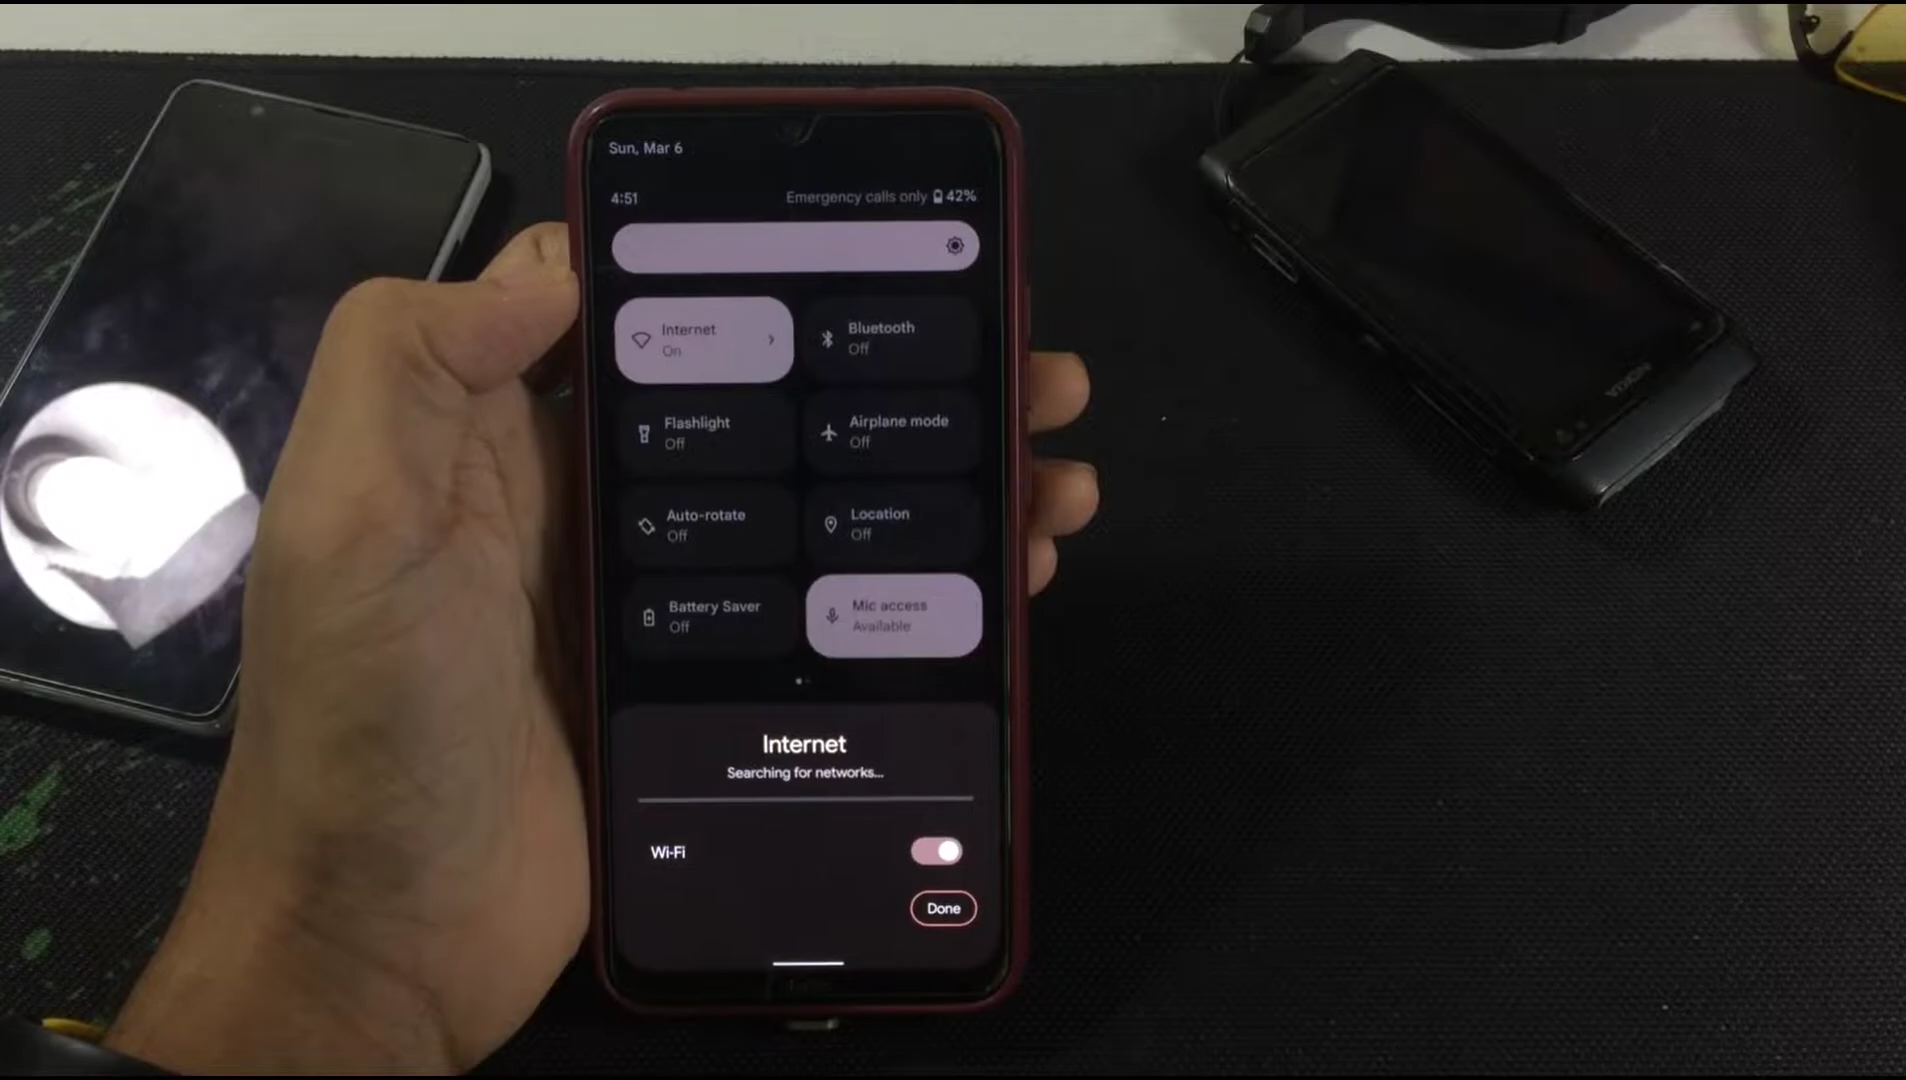 Sun, Mar 6
4:51
Emergency calls only 42%
Internet
On
Bluetooth
Off
Flashlight
Off
Airplane mode
Off
Auto-rotate
Off
Location
Off
Battery Saver
Off
Mic access
Available
Internet
Searching for networks...
Wi-Fi
Done
NOKIA